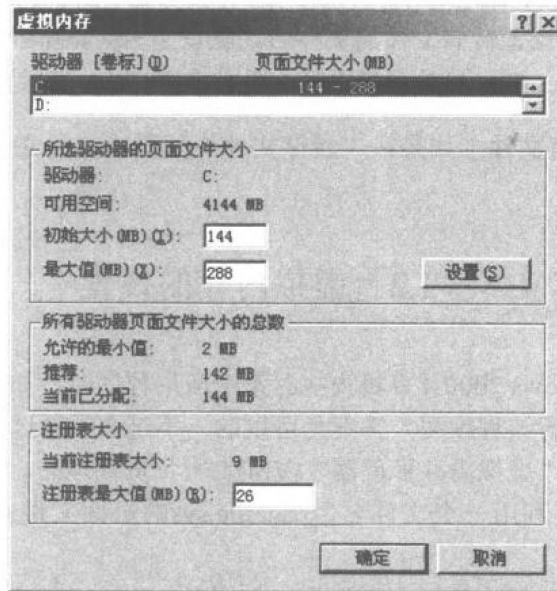 虚拟内存
驱动器 [卷标](D) 页面文件大小(MB)
C: 144 - 288
D:
所选驱动器的页面文件大小
驱动器: C:
可用空间: 4144 MB
初始大小(MB)(I): 144
最大值(MB)(X): 288
设置(S)
所有驱动器页面文件大小的总数
允许的最小值: 2 MB
推荐: 142 MB
当前已分配: 144 MB
注册表大小
当前注册表大小: 9 MB
注册表最大值(MB)(R): 26
确定 取消